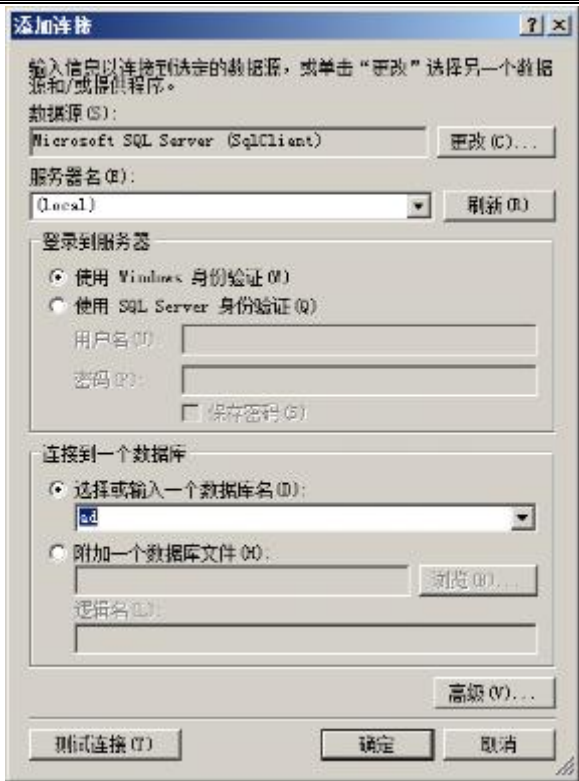 添加连接
输入信息以连接到选定的数据源，或单击“更改”选择另一个数据
源和/或提供程序。
数据源(S):
Microsoft SQL Server (SqlClient)
更改(C)...
服务器名(E):
(local)
刷新(R)
登录到服务器
使用 Windows 身份验证(W)
使用 SQL Server 身份验证(Q)
用户名(U):
密码(P):
保存密码(S)
连接到一个数据库
选择或输入一个数据库名(D):
ad
附加一个数据库文件(H):
浏览(B)...
逻辑名(L):
高级(V)...
测试连接(T)
确定
取消